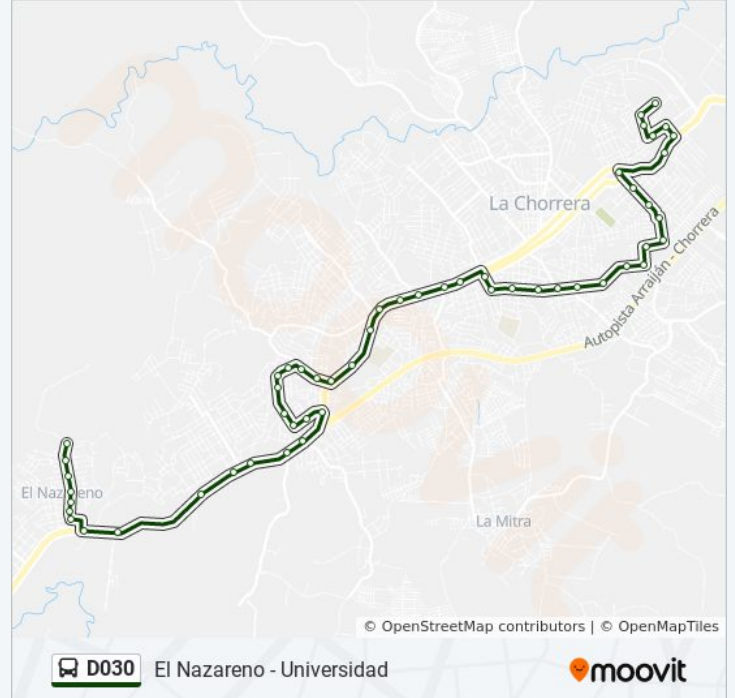 La Chorrera
Autopista Arraiján - Chorrera
El Nazareno
La Mitra
© OpenStreetMap contributors | © OpenMapTiles
D030 El Nazareno - Universidad
moovit